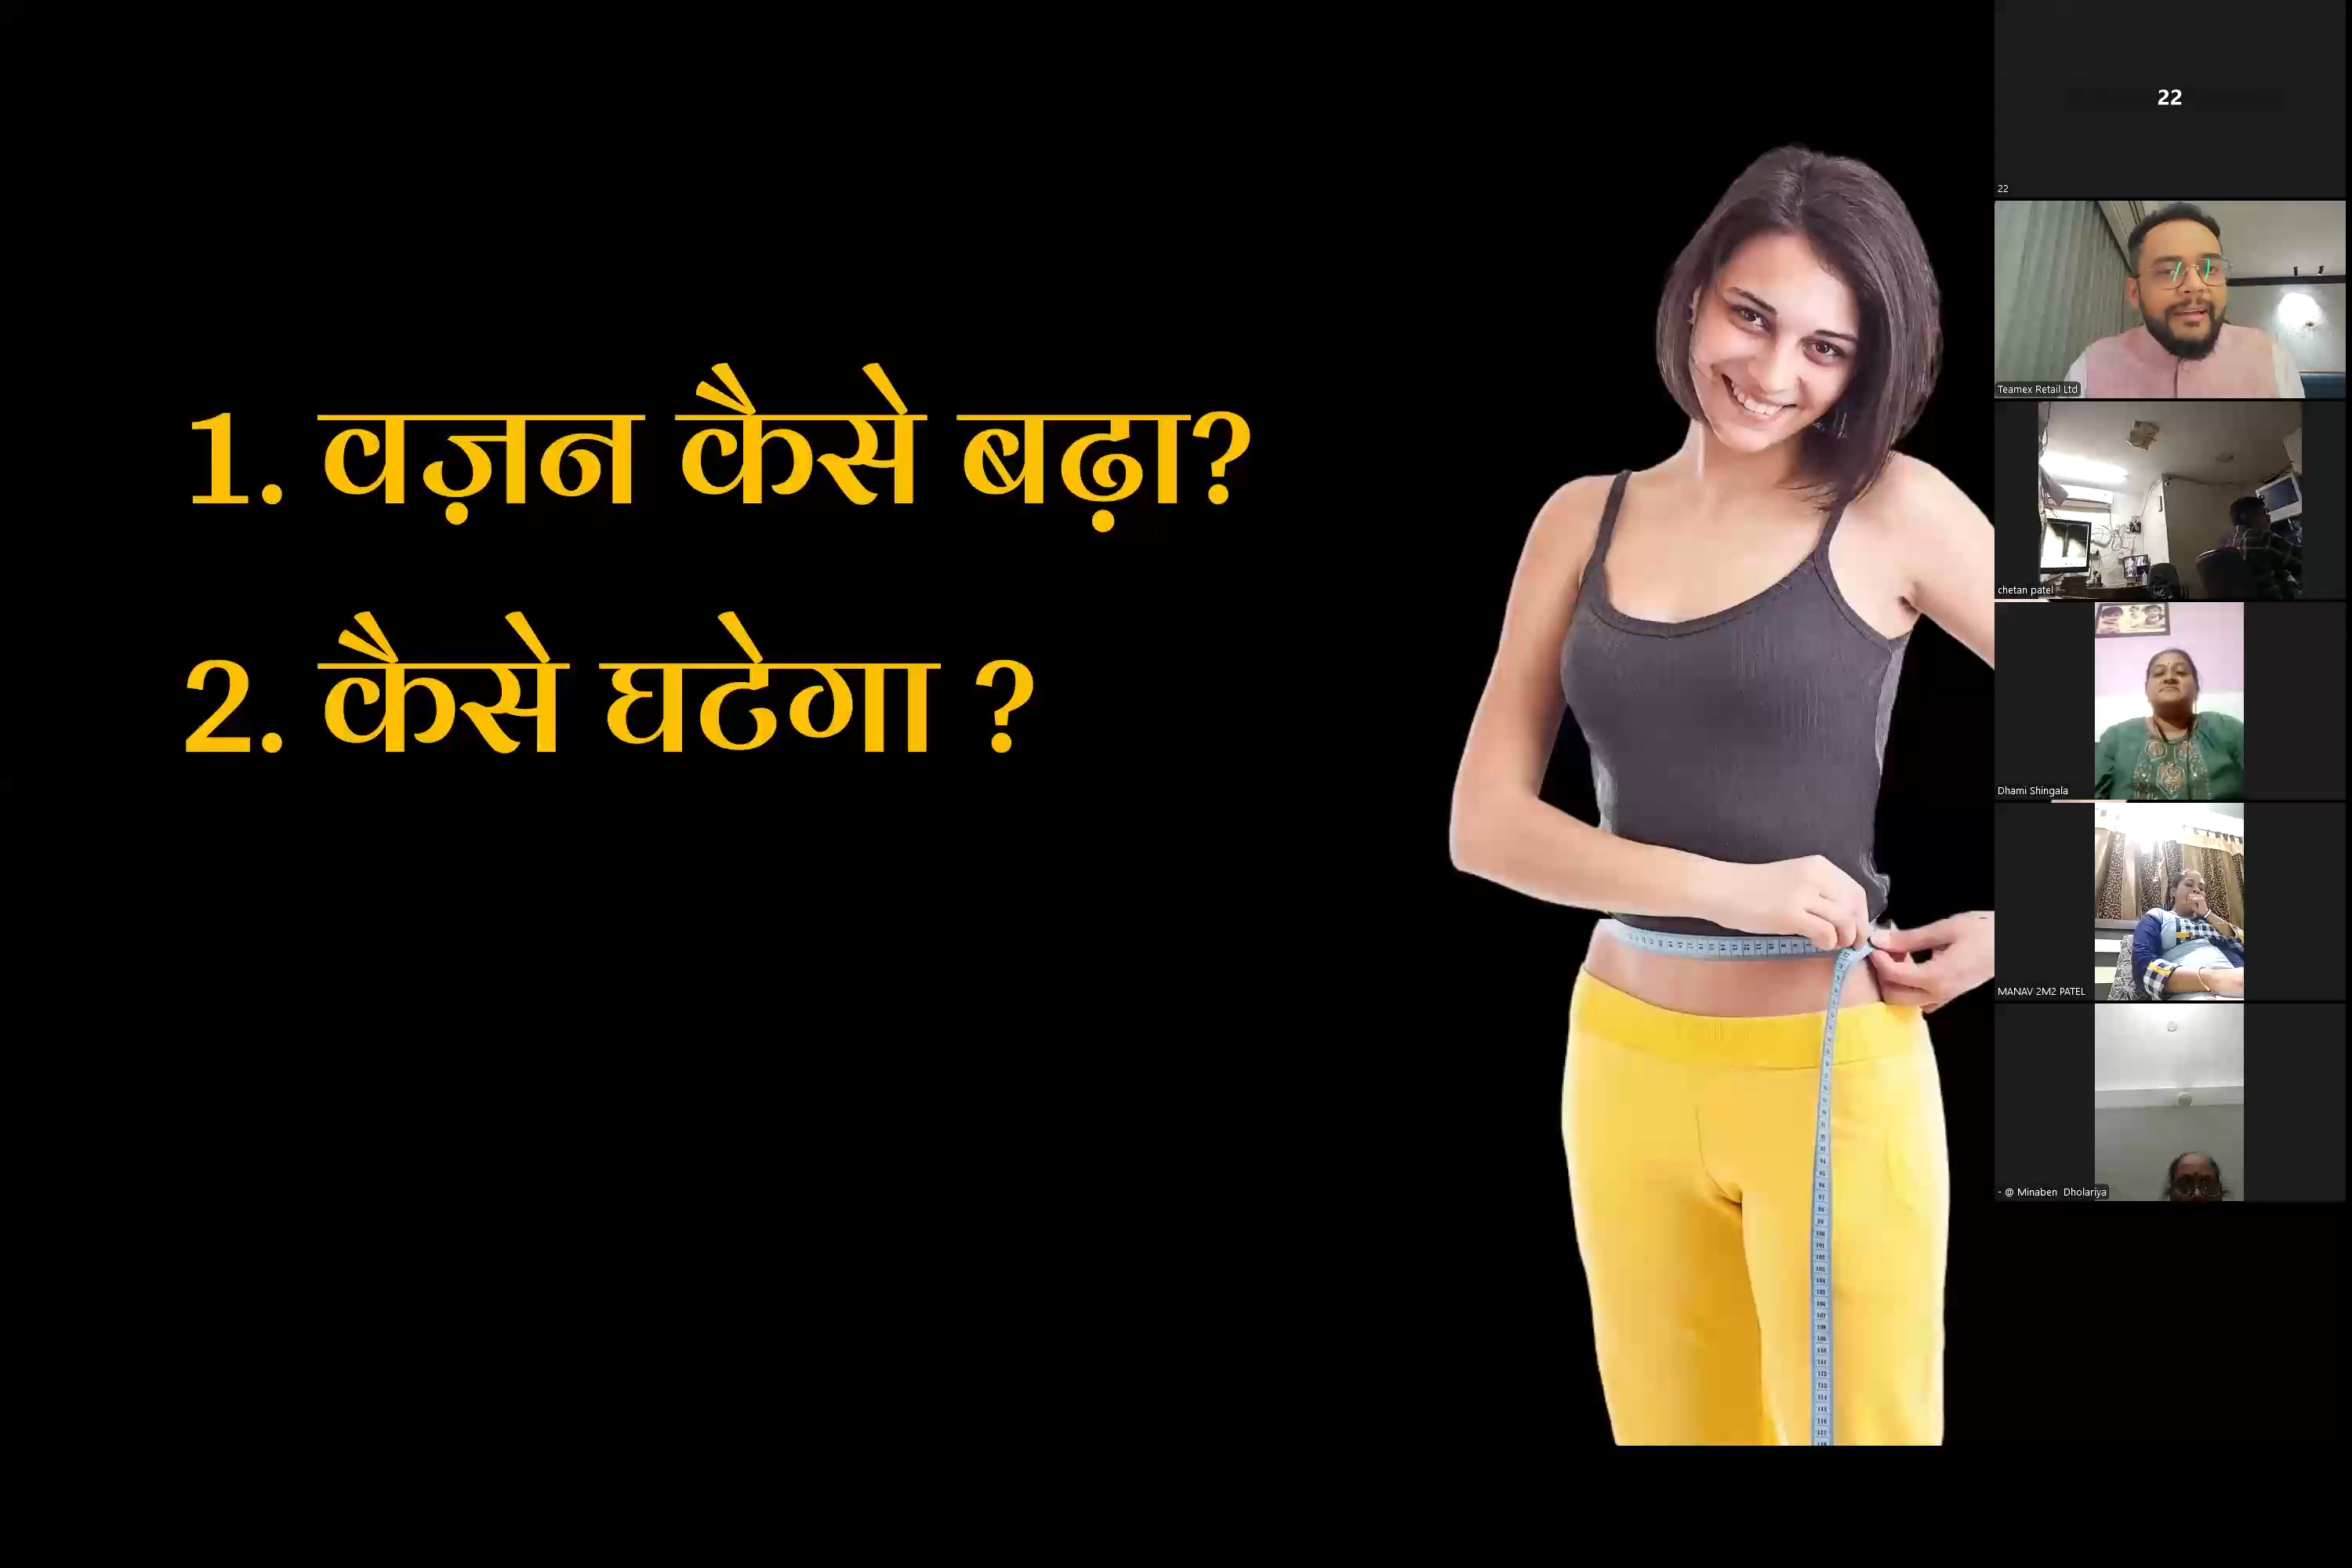 1. वज़न कैसे बढ़ा?
2. कैसे घटेगा ?
22
22
Teamex Retail Ltd
chetan patel
Dhami Shingala
MANAV 2M2 PATEL
- @ Minaben Dholariya